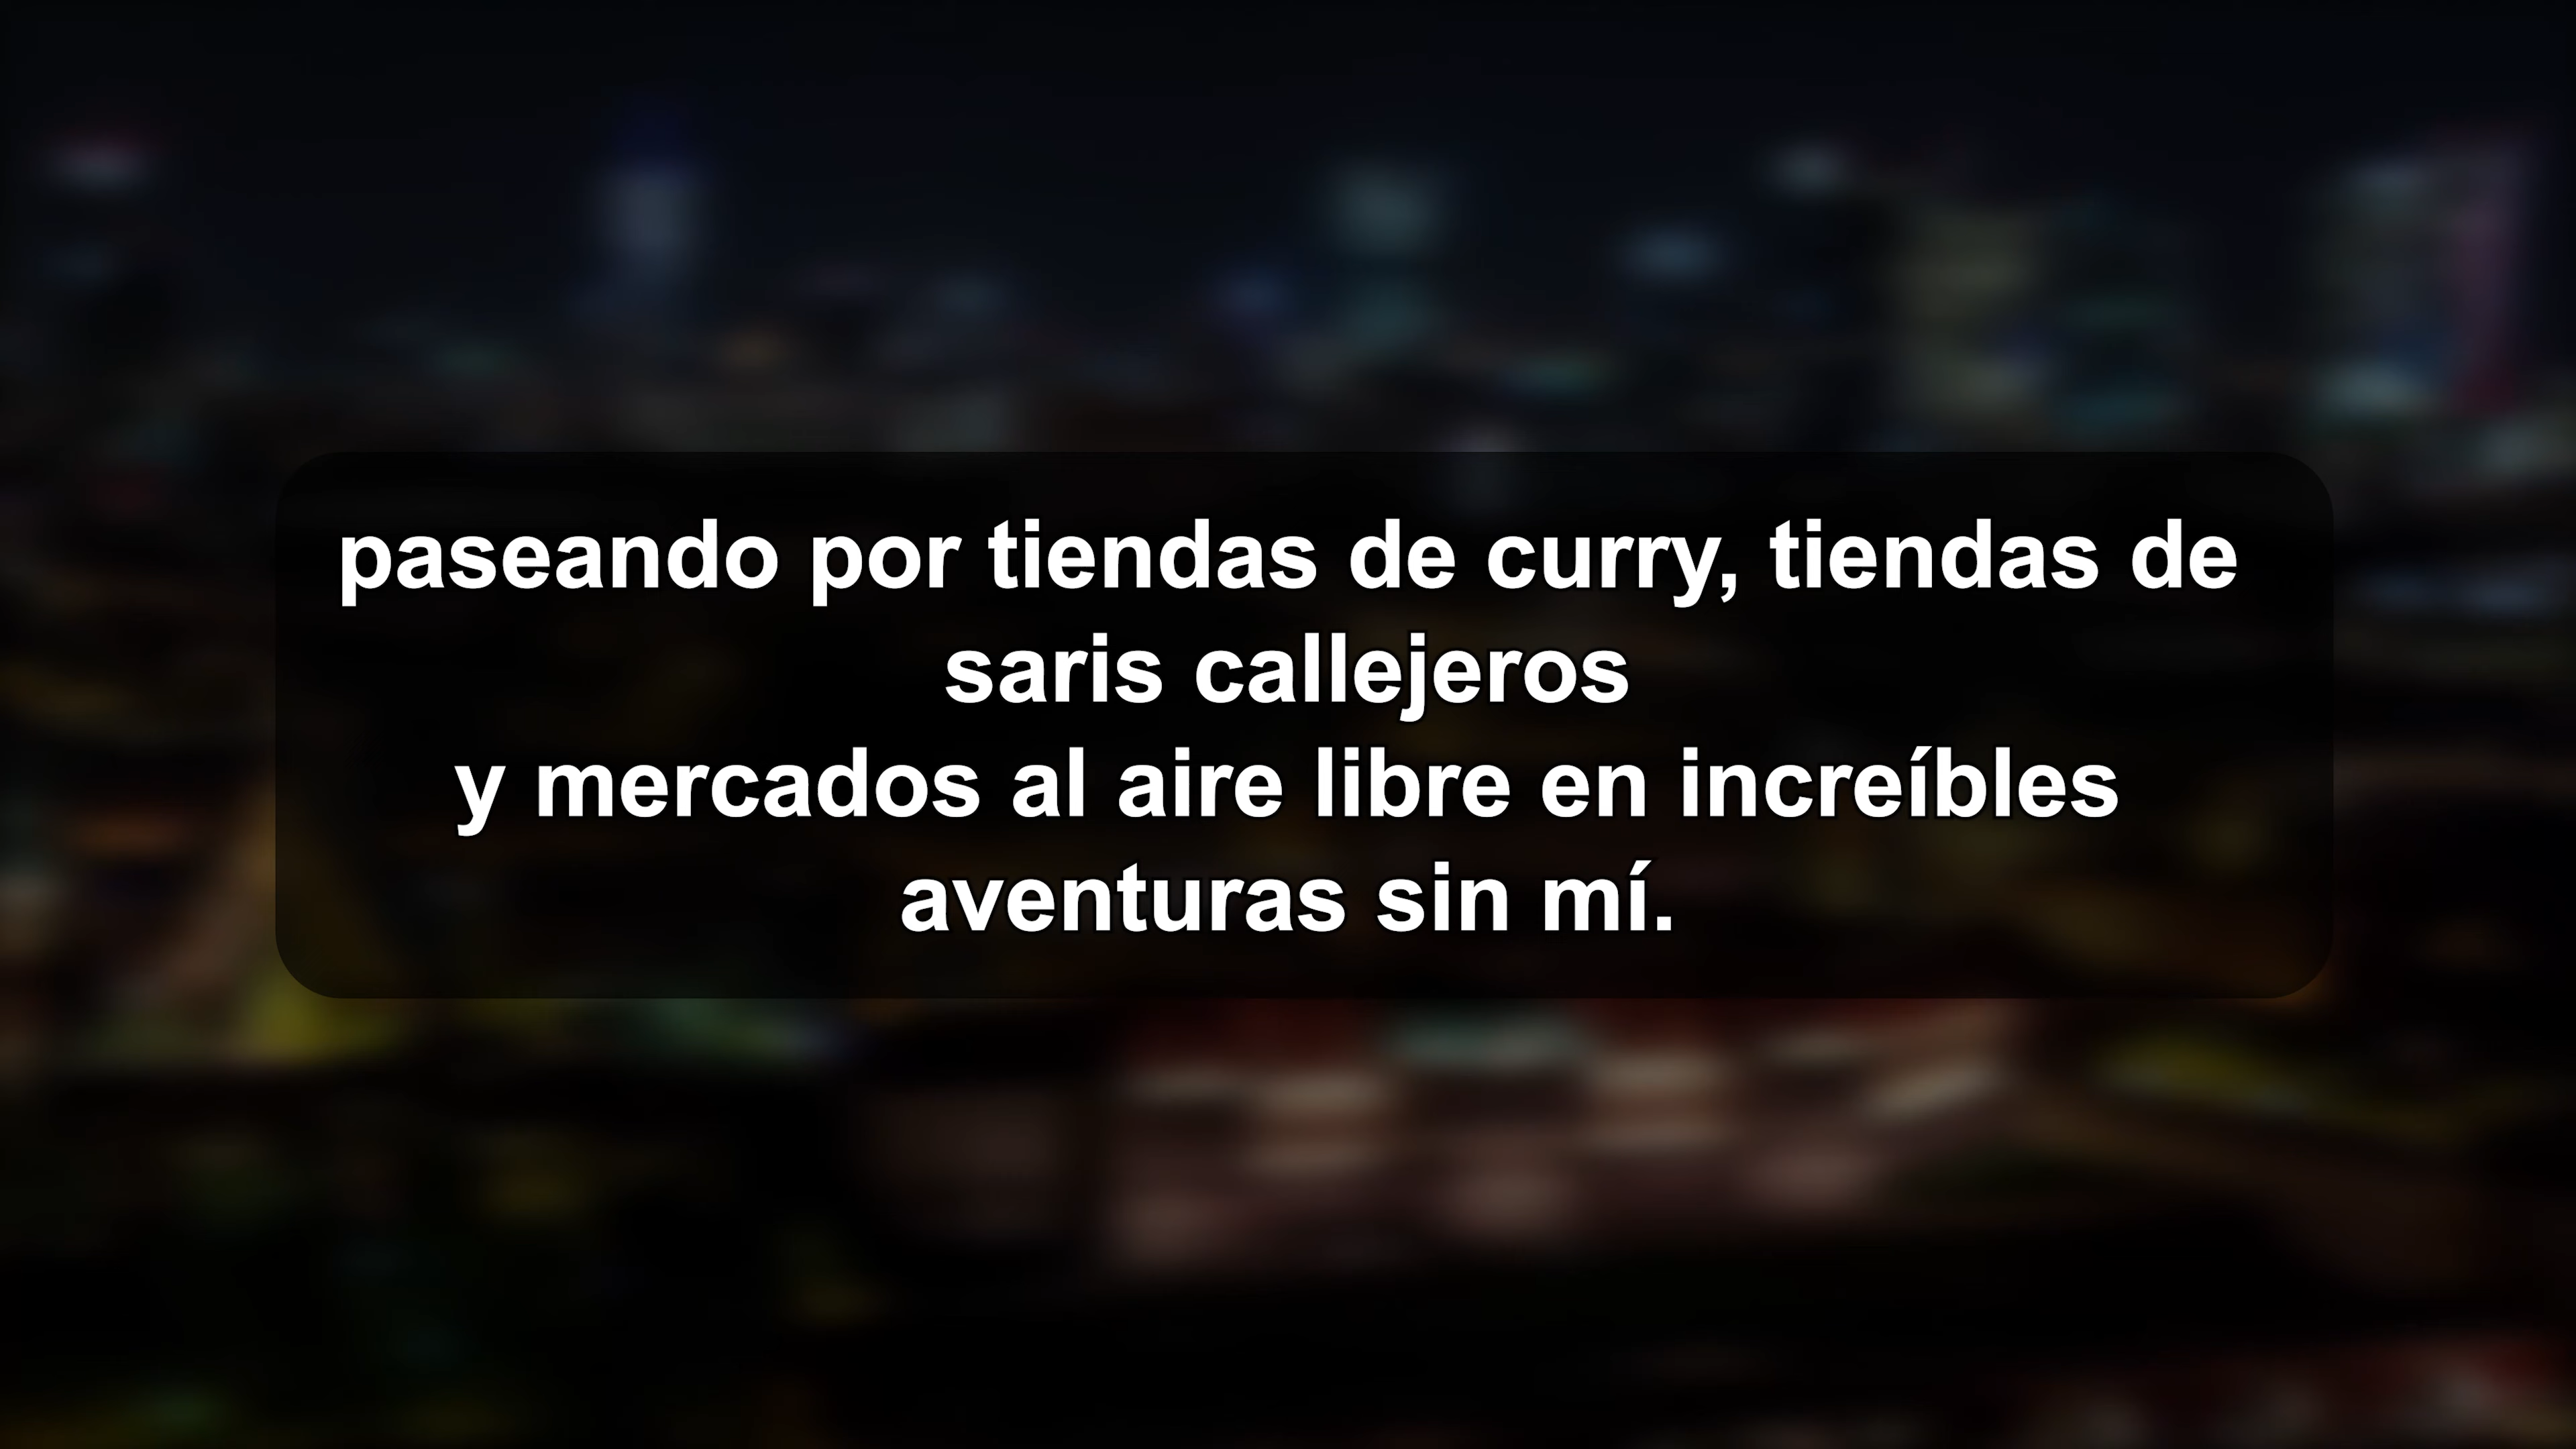 paseando por tiendas de curry, tiendas de
saris callejeros
y mercados al aire libre en increíbles
aventuras sin mí.